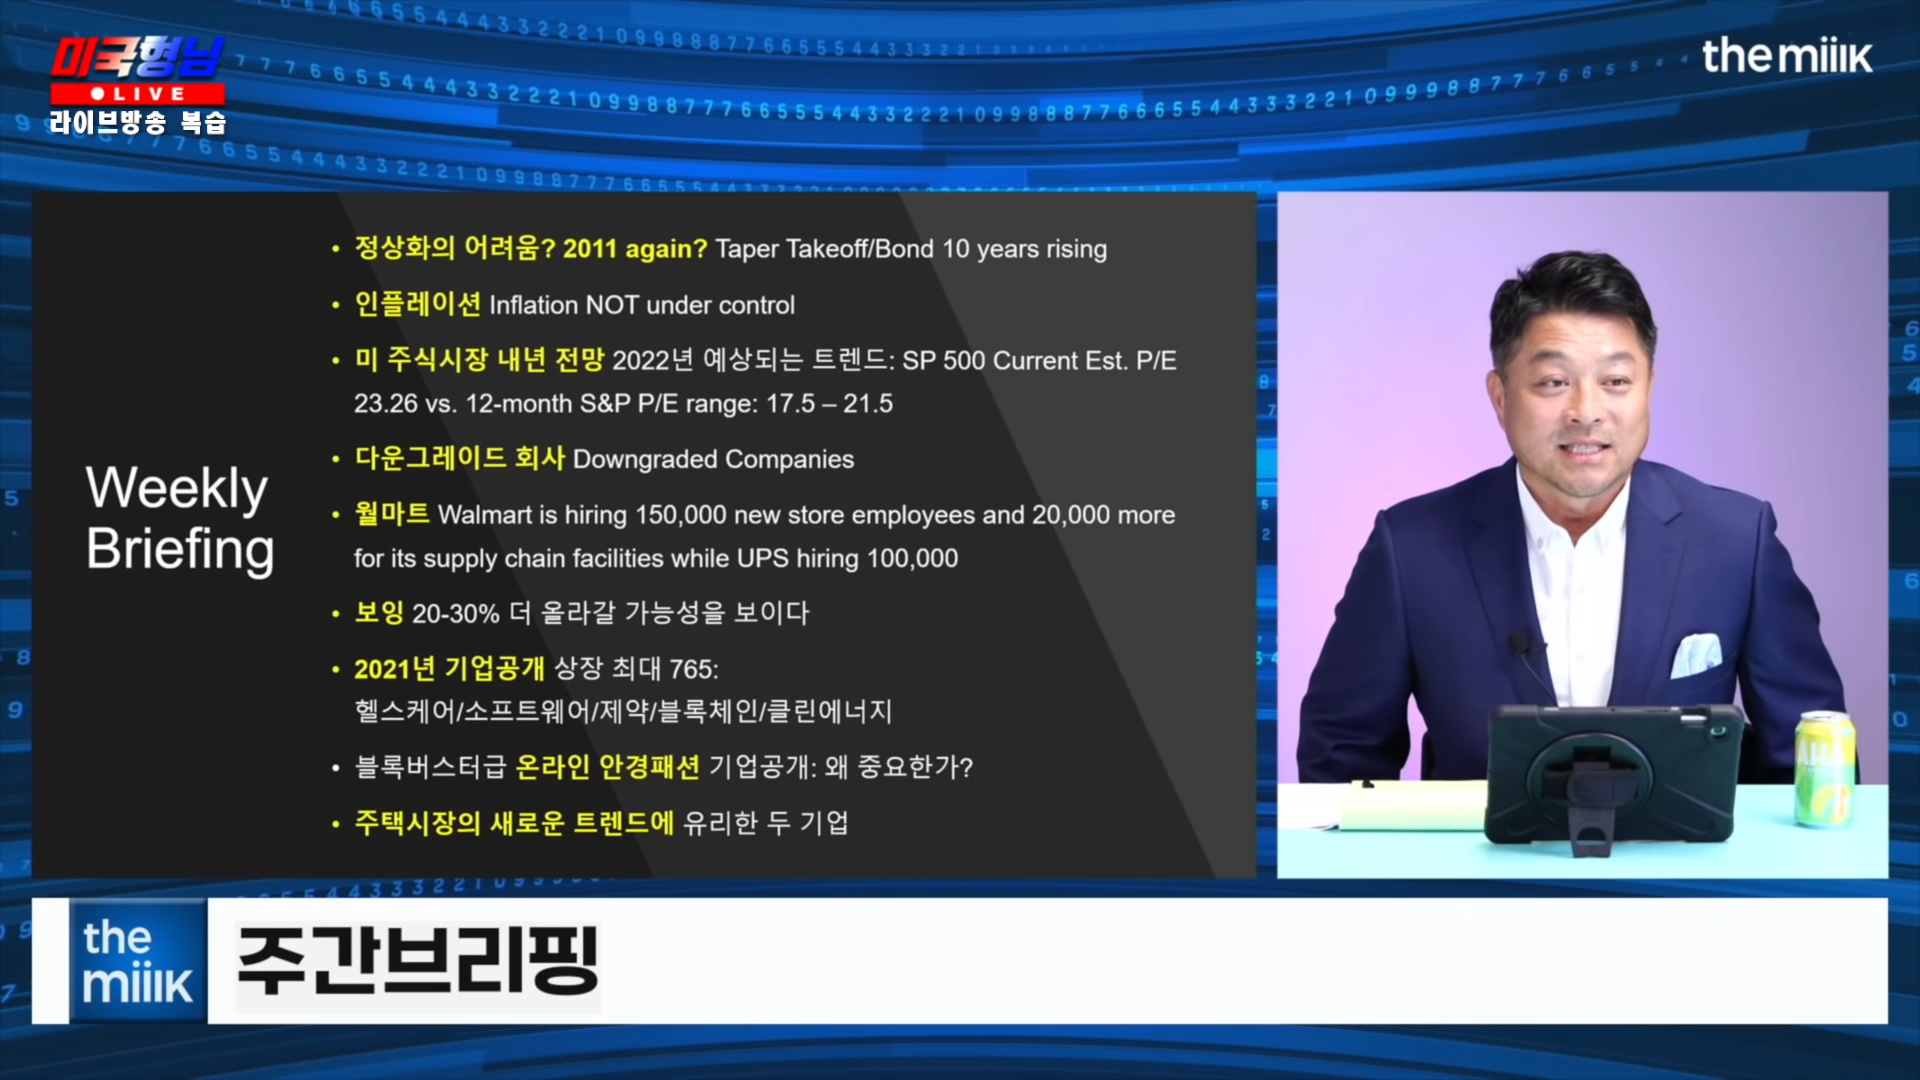 미국형님
LIVE
라이브방송 복습
the miilk
Weekly
Briefing
• 정상화의 어려움? 2011 again? Taper Takeoff/Bond 10 years rising
• 인플레이션 Inflation NOT under control
• 미 주식시장 내년 전망 2022년 예상되는 트렌드: SP 500 Current Est. P/E
23.26 vs. 12-month S&P P/E range: 17.5 – 21.5
• 다운그레이드 회사 Downgraded Companies
• 월마트 Walmart is hiring 150,000 new store employees and 20,000 more
for its supply chain facilities while UPS hiring 100,000
• 보잉 20-30% 더 올라갈 가능성을 보이다
• 2021년 기업공개 상장 최대 765:
헬스케어/소프트웨어/제약/블록체인/클린에너지
• 블록버스터급 온라인 안경패션 기업공개: 왜 중요한가?
• 주택시장의 새로운 트렌드에 유리한 두 기업
AHA
the
miilk
주간브리핑